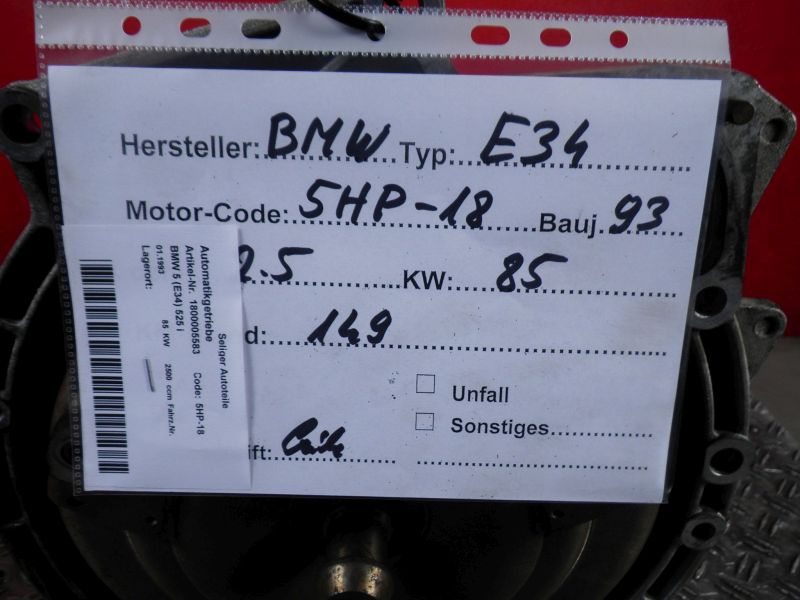 Hersteller: BMW Typ: E34
Motor-Code: 5HP-18 Bauj. 93
2.5 KW: 85
d: 149
Unfall
Sonstiges
ift:
Seliger Autoteile
Automatikgetriebe
Artikel-Nr. 1800005583 Code: 5HP-18
BMW 5 (E34) 525 i
01.1993 85 KW 2500 ccm Fahrz.Nr.
Lagerort: